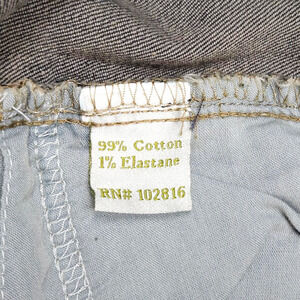 99% Cotton
1% Elastane
RN# 102816